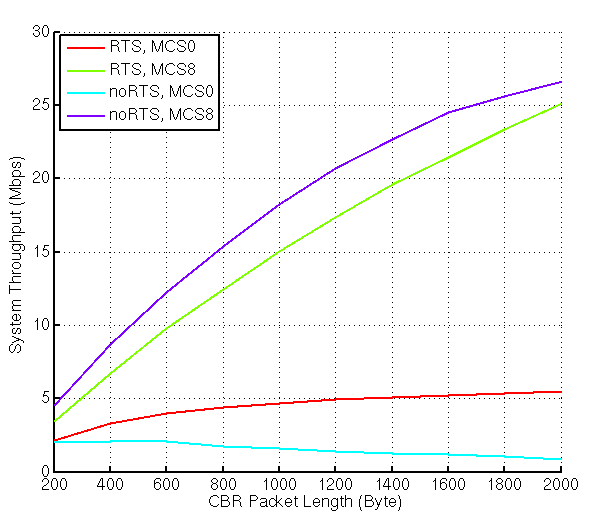 30
25
20
15
10
5
0
System Throughput (Mbps)
RTS, MCS0
RTS, MCS8
noRTS, MCS0
noRTS, MCS8
200 400 600 800 1000 1200 1400 1600 1800 2000
CBR Packet Length (Byte)